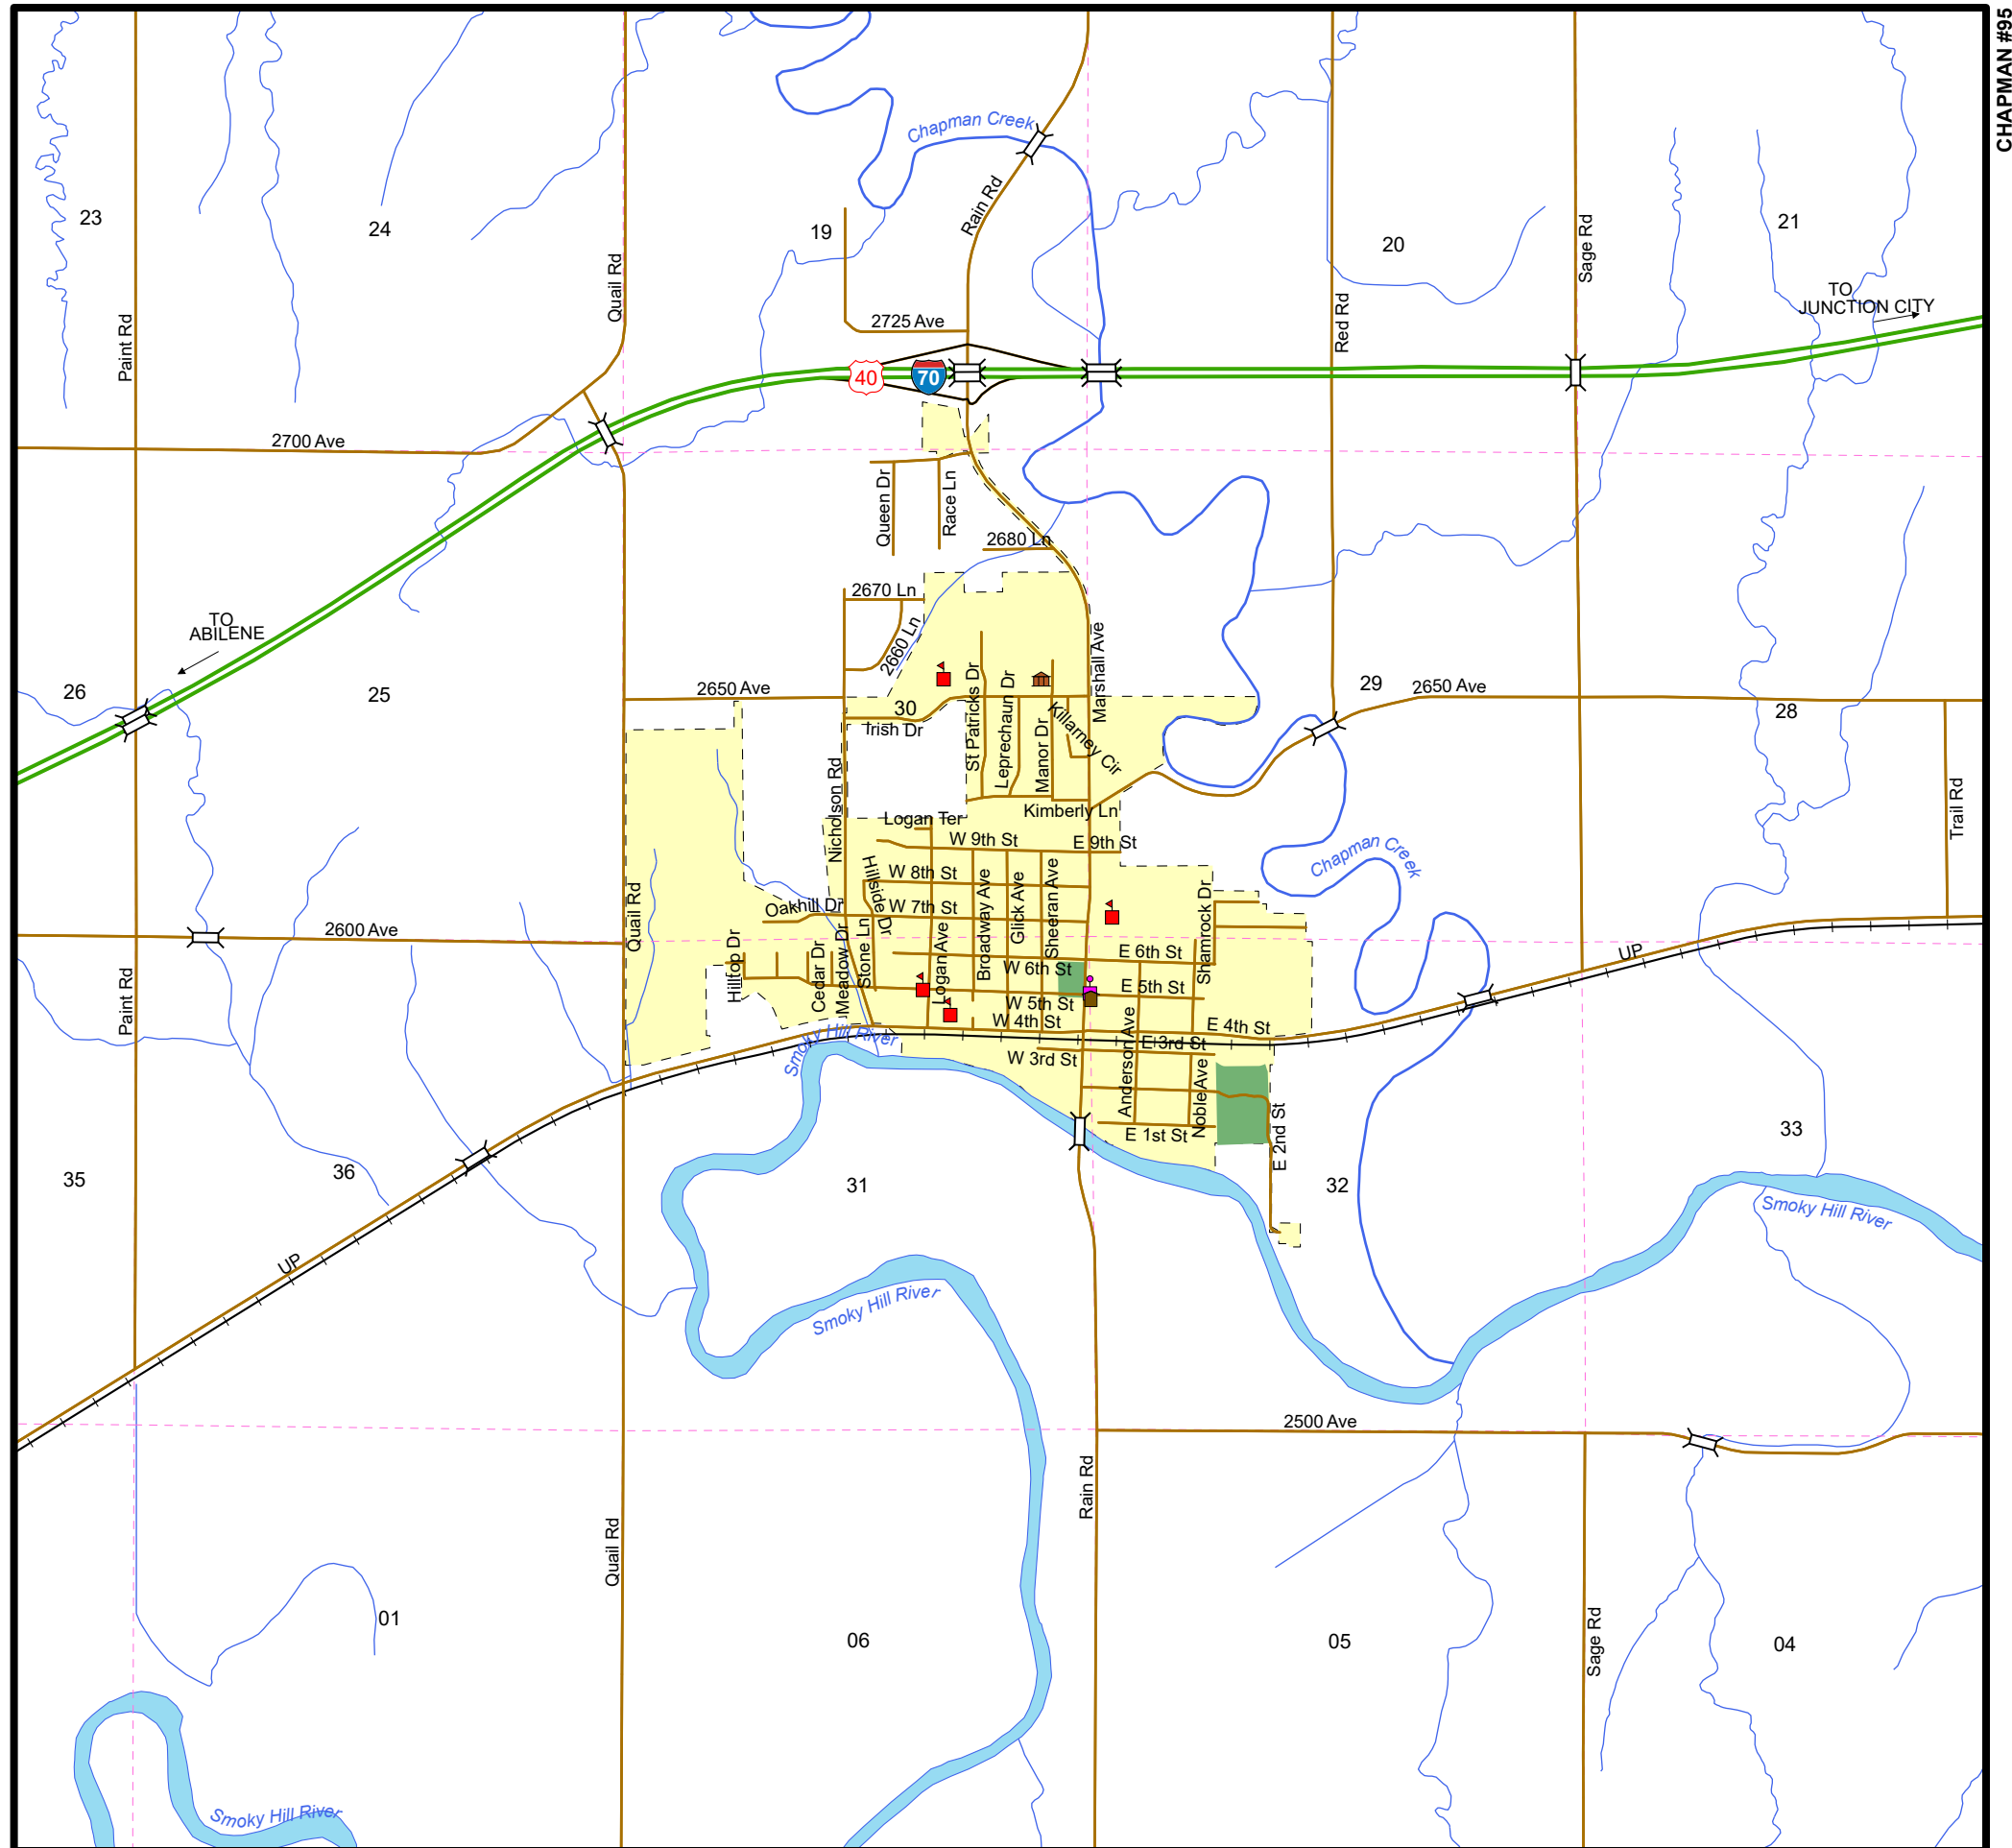 CHAPMAN #95
Chapman Creek
Rain Rd
23
24
19
20
21
Sage Rd
Quail Rd
Paint Rd
Red Rd
TO
JUNCTION CITY
2725 Ave
40
70
2700 Ave
Queen Dr
Race Ln
2680 Ln
2670 Ln
2660 Ln
TO
ABILENE
26
25
2650 Ave
30
Irish Dr
St Patricks Dr
Leprechaun Dr
Manor Dr
Killarney Cir
Marshall Ave
29
2650 Ave
28
Nicholson Rd
Kimberly Ln
Trail Rd
Logan Ter
W 9th St
E 9th St
Chapman Creek
W 8th St
Hillside Dr
Broadway Ave
Glick Ave
Sheeran Ave
Shamrock Dr
Oakhill Dr
W 7th St
Quail Rd
2600 Ave
Hilltop Dr
Cedar Dr
Meadow Dr
Stone Ln
Logan Ave
W 6th St
E 6th St
UP
Paint Rd
W 5th St
E 5th St
W 4th St
E 4th St
Smoky Hill River
W 3rd St
E 3rd St
Anderson Ave
Noble Ave
E 1st St
E 2nd St
33
35
36
31
32
Smoky Hill River
UP
Smoky Hill River
2500 Ave
Rain Rd
Quail Rd
01
06
05
Sage Rd
04
Smoky Hill River